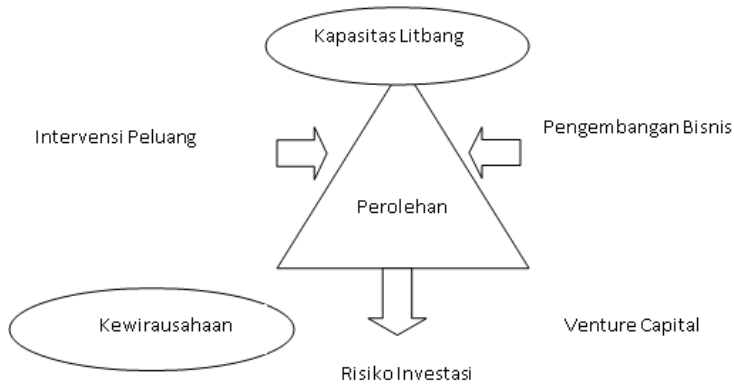 Kapasitas Litbang
Intervensi Peluang
Pengembangan Bisnis
Perolehan
Kewirausahaan
Venture Capital
Risiko Investasi